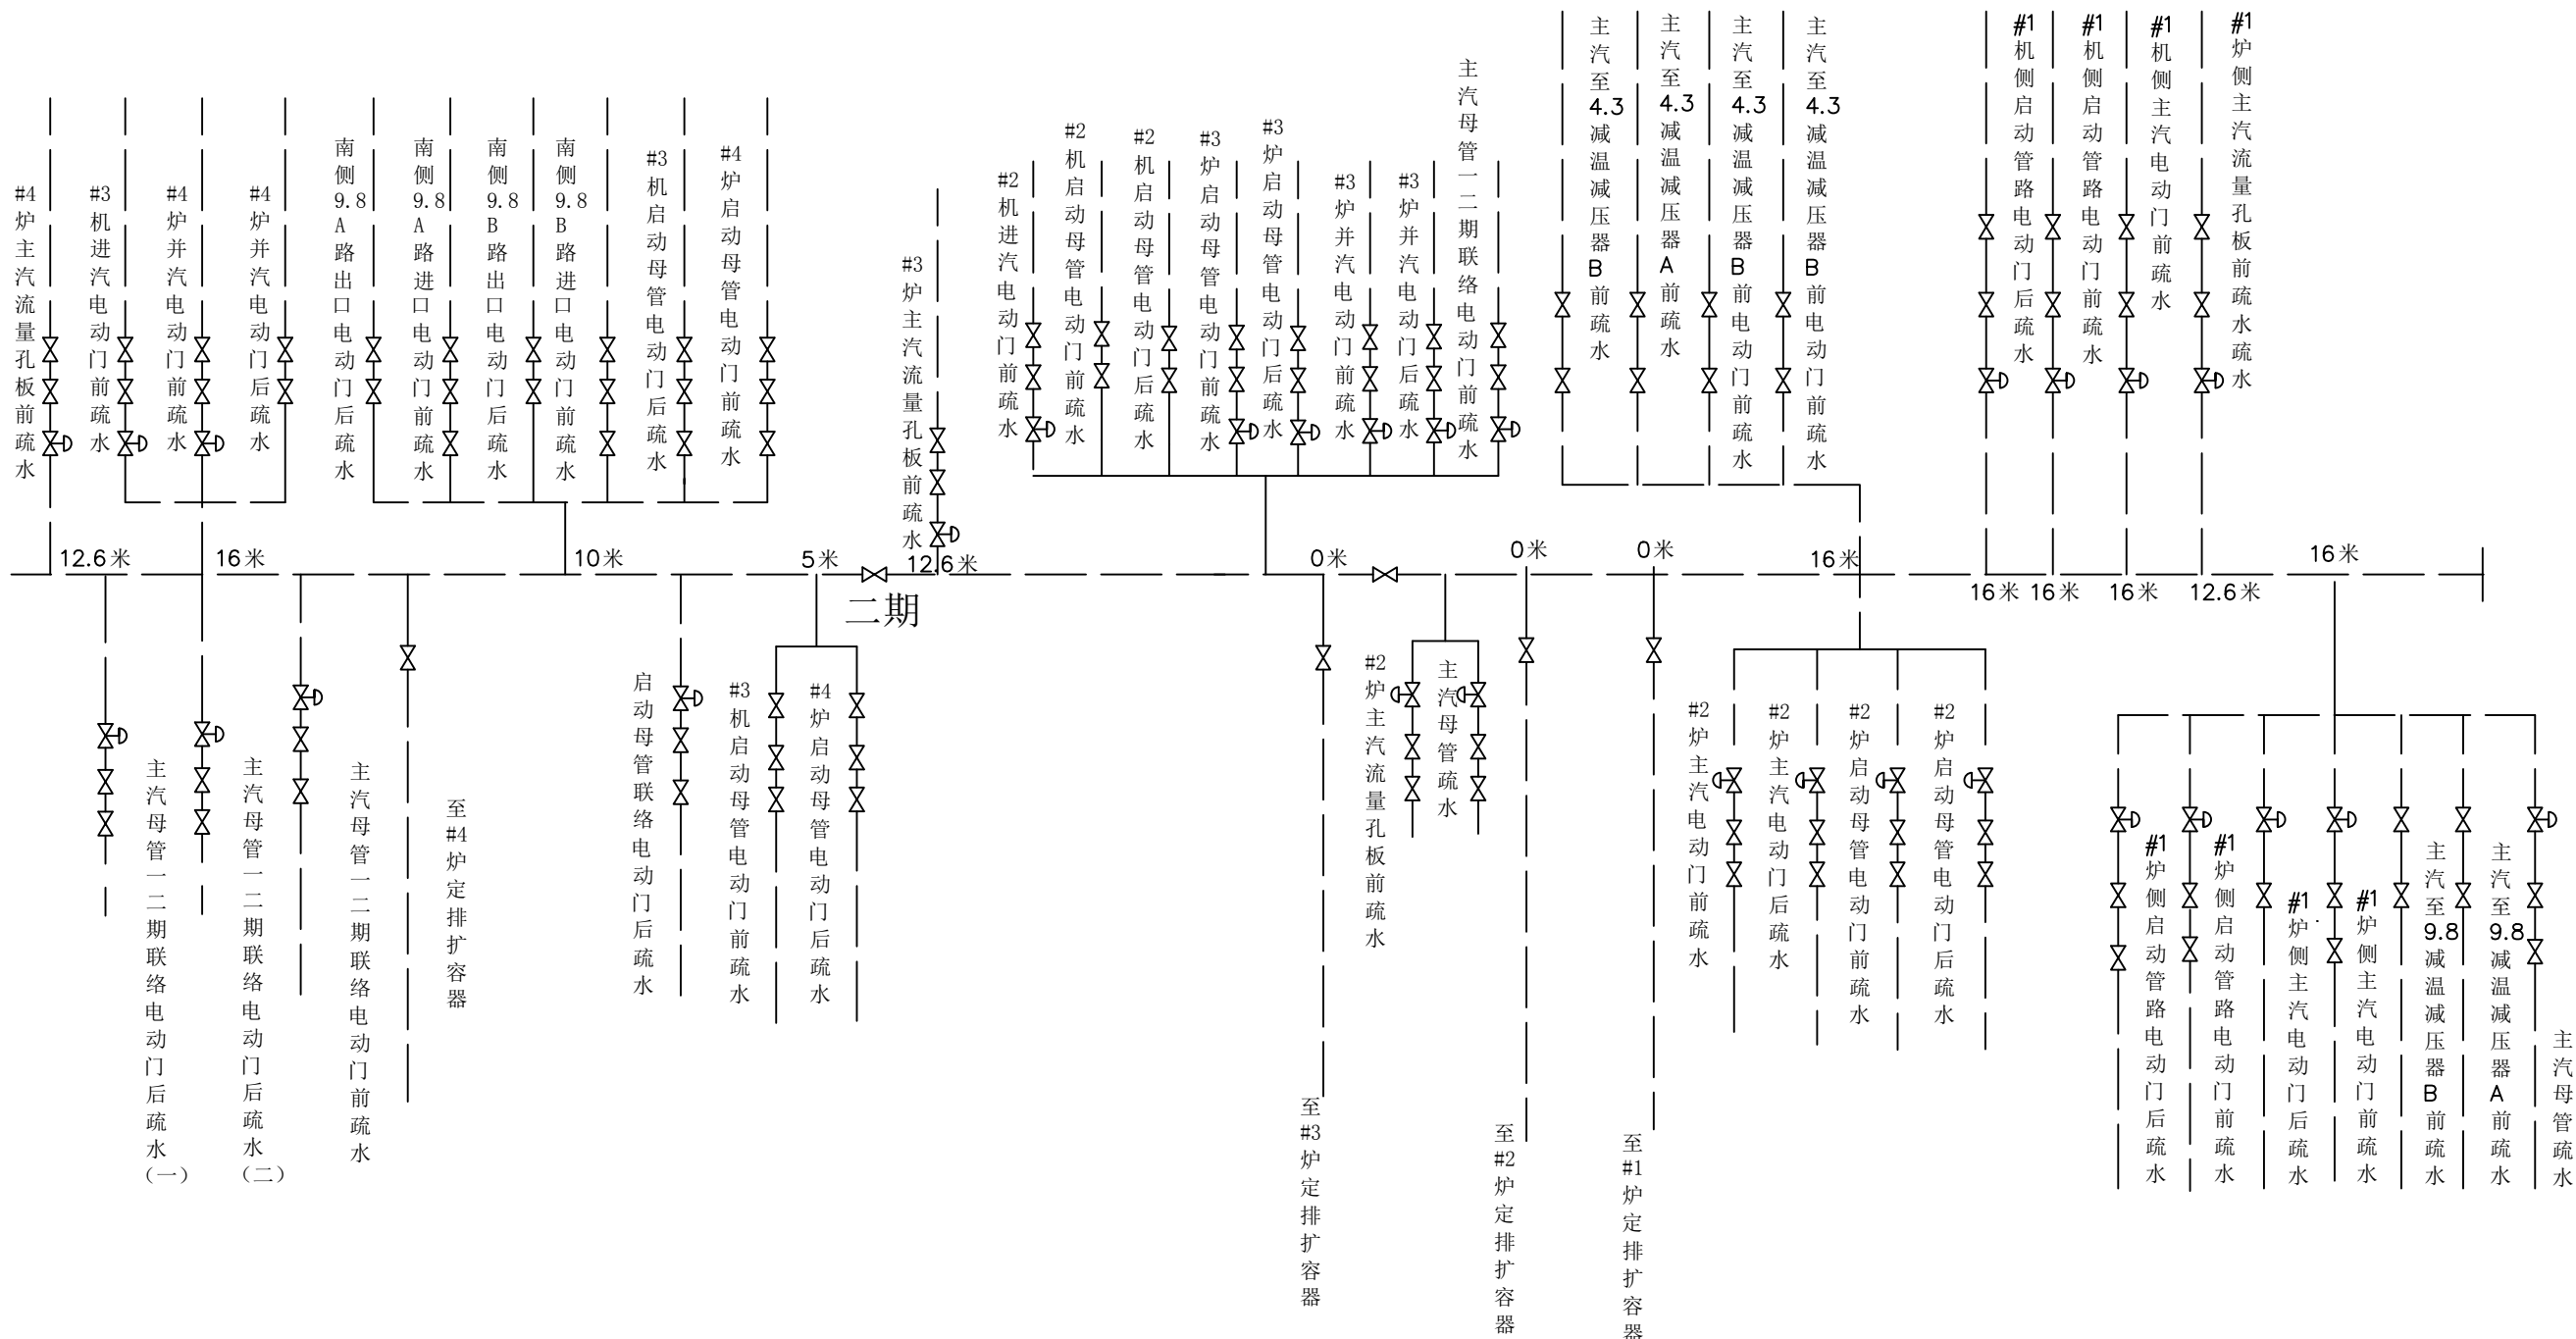 #4炉主汽流量孔板前疏水
#3机进汽电动门前疏水
#4炉并汽电动门前疏水
#4炉并汽电动门后疏水
南侧9.8A路出口电动门后疏水
南侧9.8A路进口电动门前疏水
南侧9.8B路出口电动门后疏水
南侧9.8B路进口电动门前疏水
#3机启动母管电动门后疏水
#4炉启动母管电动门前疏水
#3炉主汽流量孔板前疏水
#2机进汽电动门前疏水
#2机启动母管电动门前疏水
#2机启动母管电动门后疏水
#3炉启动母管电动门前疏水
#3炉启动母管电动门后疏水
#3炉并汽电动门前疏水
#3炉并汽电动门后疏水
主汽母管一二期联络电动门前疏水
主汽至4.3减温减压器B前疏水
主汽至4.3减温减压器A前疏水
主汽至4.3减温减压器B前电动门前疏水
主汽至4.3减温减压器B前电动门前疏水
#1机侧启动管路电动门后疏水
#1机侧启动管路电动门前疏水
#1机侧主汽电动门前疏水
#1炉侧主汽流量孔板前疏水疏水
12.6米
16米
10米
5米
12.6米
0米
0米
0米
16米
16米
16米
16米
16米
12.6米
二期
主汽母管一二期联络电动门后疏水(一)
主汽母管一二期联络电动门后疏水(二)
主汽母管一二期联络电动门前疏水
至#4炉定排扩容器
启动母管联络电动门后疏水
#3机启动母管电动门前疏水
#4炉启动母管电动门后疏水
至#3炉定排扩容器
#2炉主汽流量孔板前疏水
主汽母管疏水
至#2炉定排扩容器
至#1炉定排扩容器
#2炉主汽电动门前疏水
#2炉主汽电动门后疏水
#2炉启动母管电动门前疏水
#2炉启动母管电动门后疏水
#1炉侧启动管路电动门后疏水
#1炉侧启动管路电动门前疏水
#1炉侧主汽电动门后疏水
#1炉侧主汽电动门前疏水
主汽至9.8减温减压器B前疏水
主汽至9.8减温减压器A前疏水
主汽母管疏水